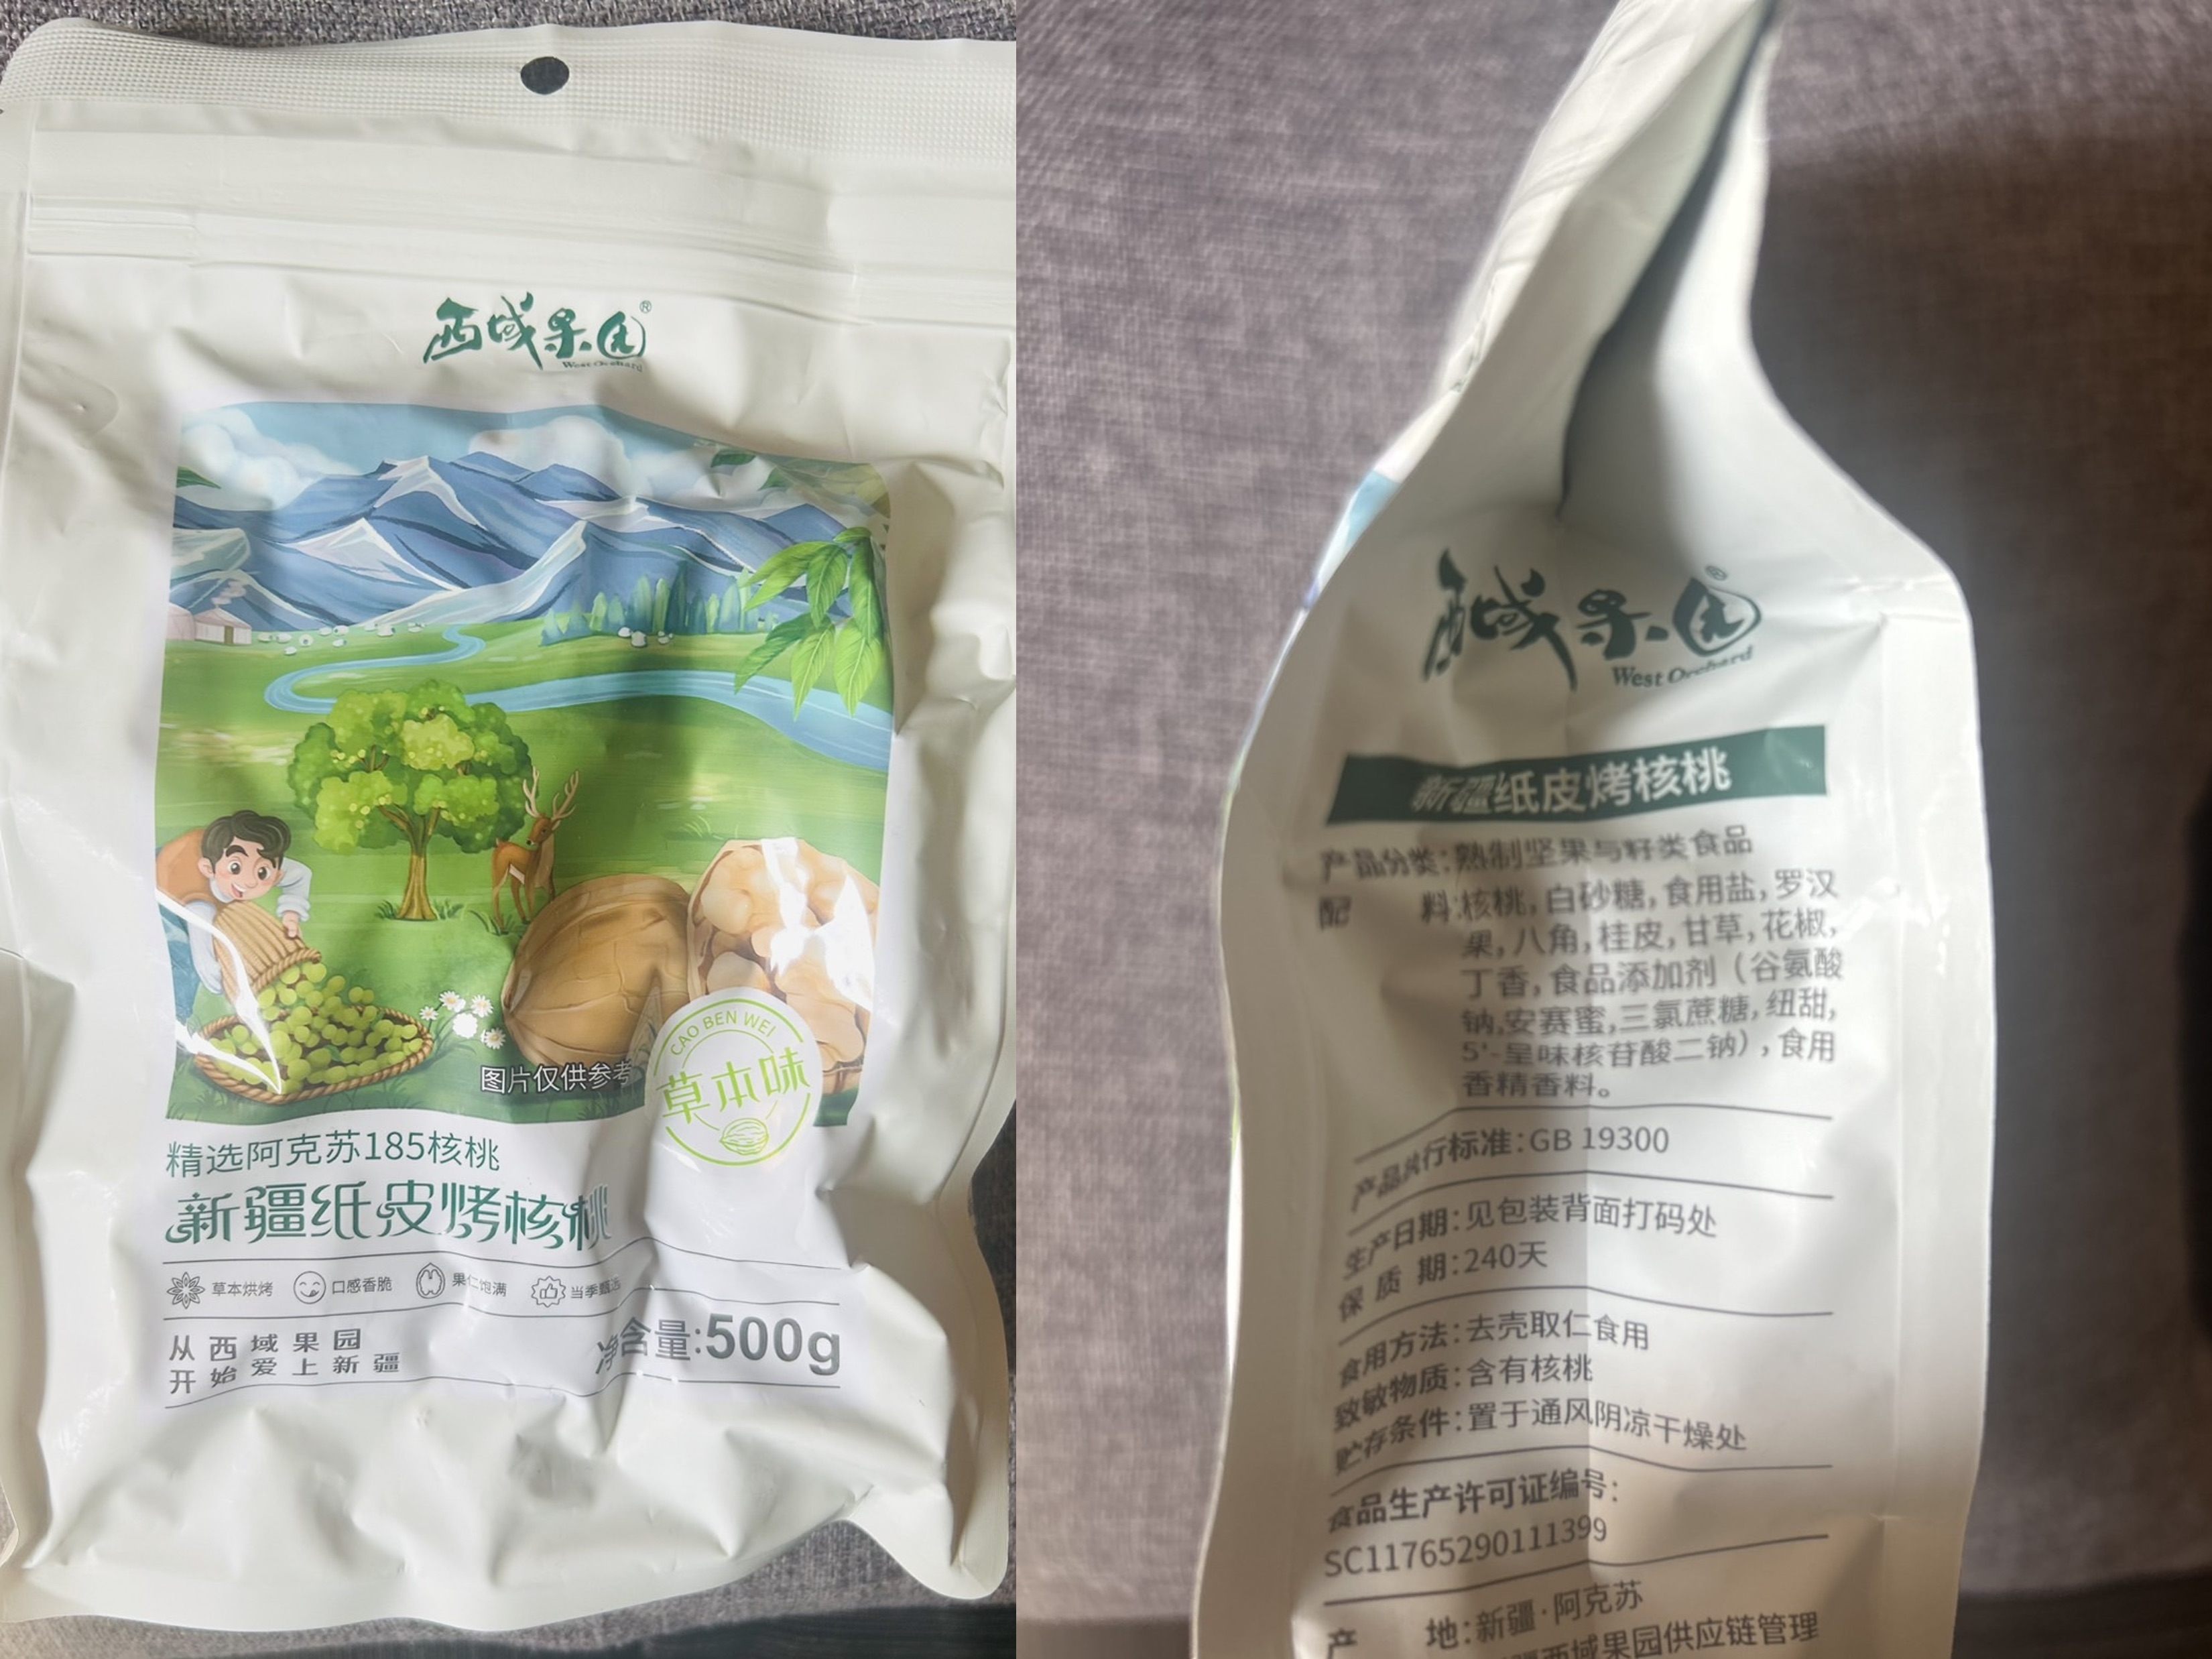 西域果园®
West Orchard
图片仅供参考
CAO BEN WEI
草本味
精选阿克苏185核桃
新疆纸皮烤核桃
草本烘烤 口感香脆 果仁饱满 当季甄选
从西域果园
开始爱上新疆
净含量:500g
西域果园®
West Orchard
新疆纸皮烤核桃
产品分类:熟制坚果与籽类食品
配 料:核桃,白砂糖,食用盐,罗汉
果,八角,桂皮,甘草,花椒,
丁香,食品添加剂(谷氨酸
钠,安赛蜜,三氯蔗糖,纽甜,
5'-呈味核苷酸二钠),食用
香精香料。
产品执行标准:GB 19300
生产日期:见包装背面打码处
保质期:240天
食用方法:去壳取仁食用
致敏物质:含有核桃
贮存条件:置于通风阴凉干燥处
食品生产许可证编号:
SC11765290111399
产 地:新疆·阿克苏
西域果园供应链管理